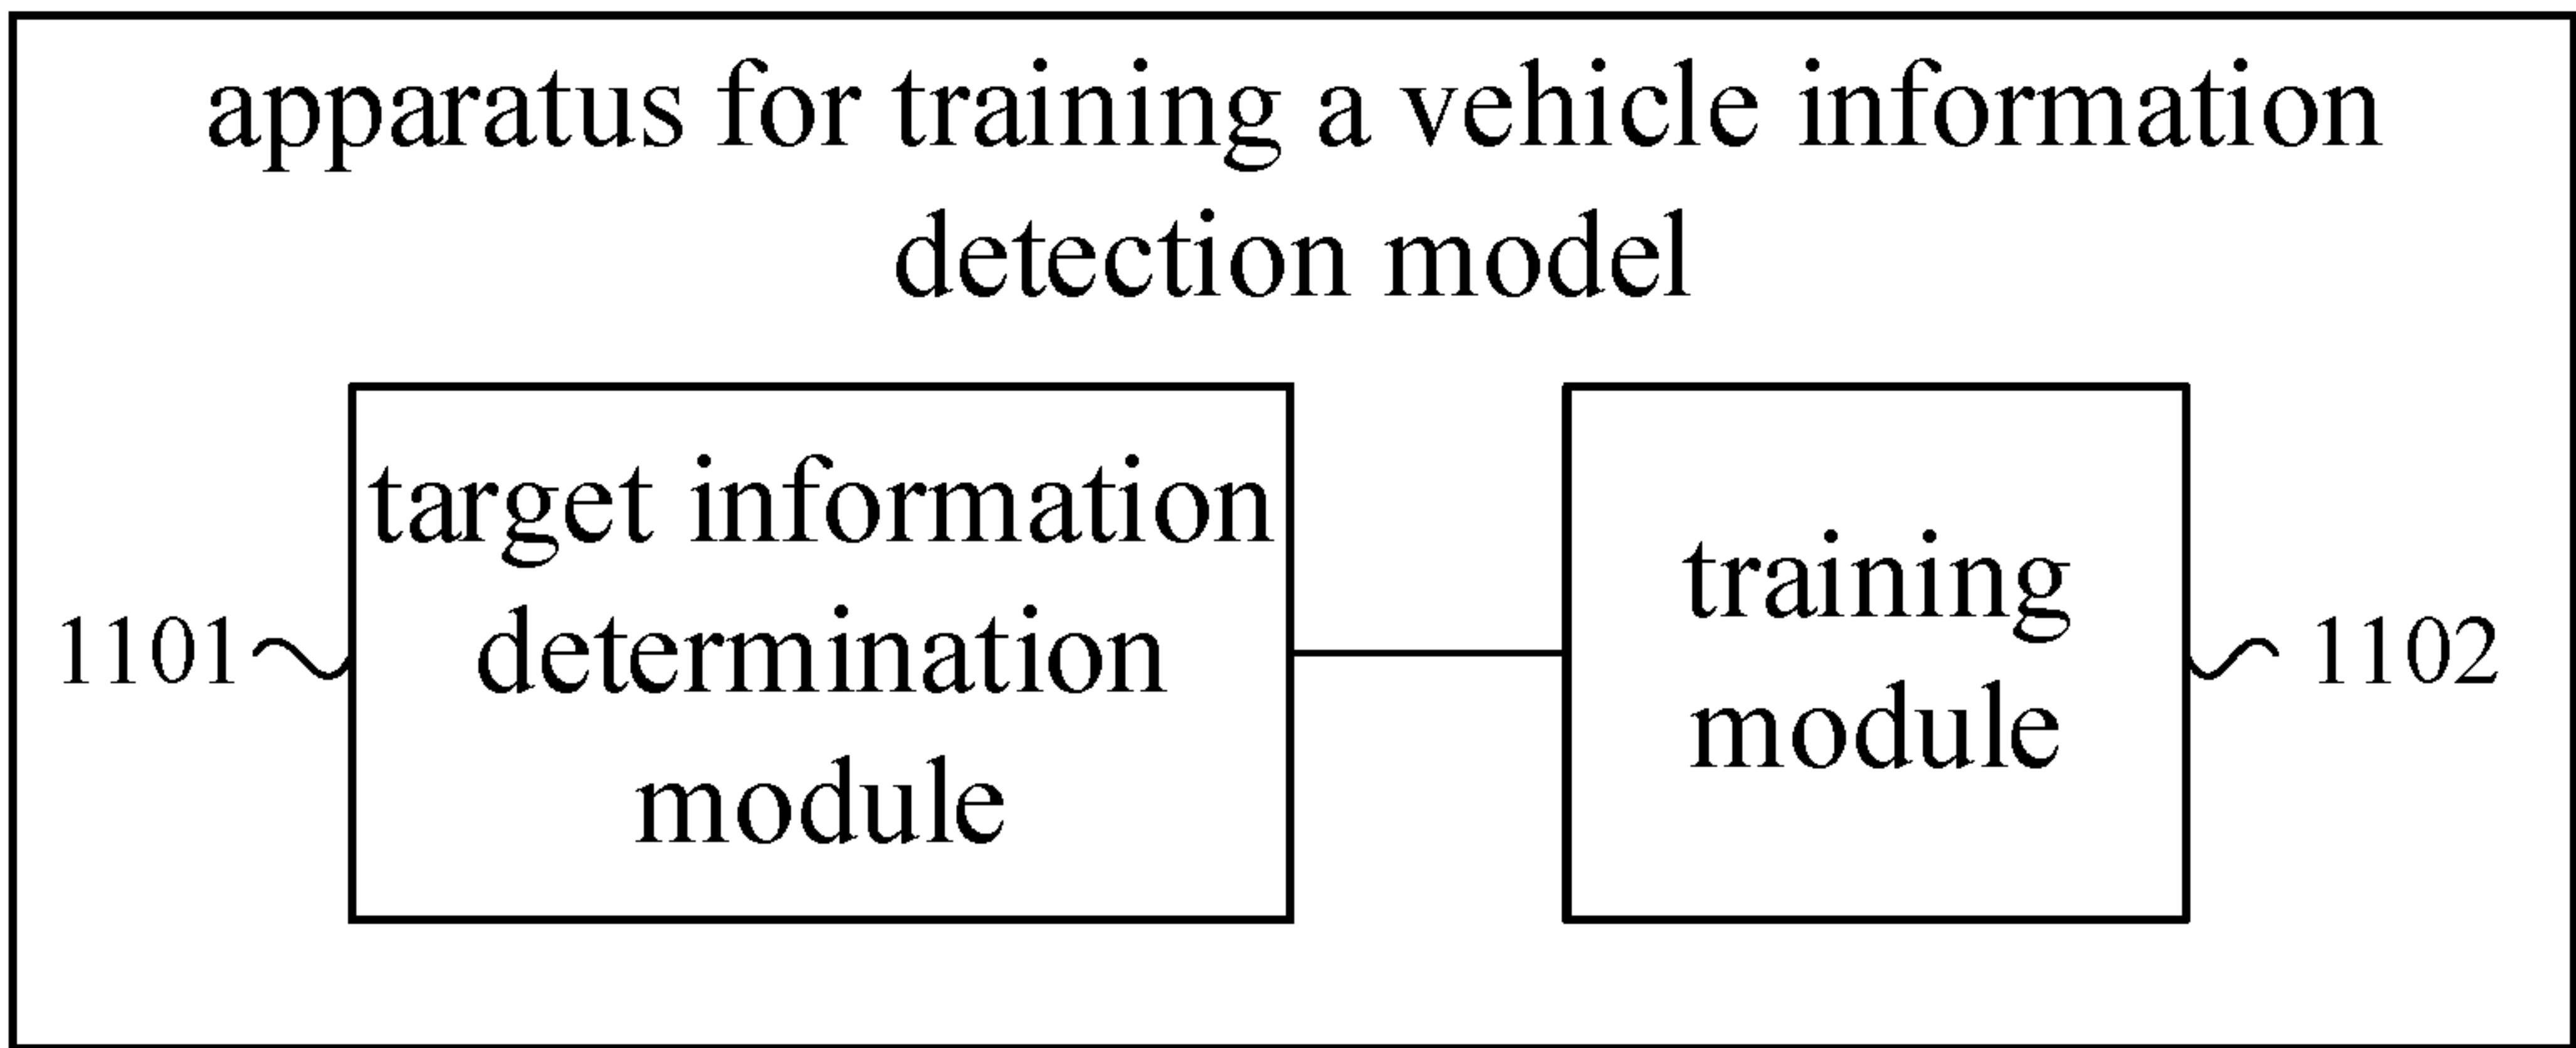 apparatus for training a vehicle information
detection model
target information
determination
module
training
module
1101
1102